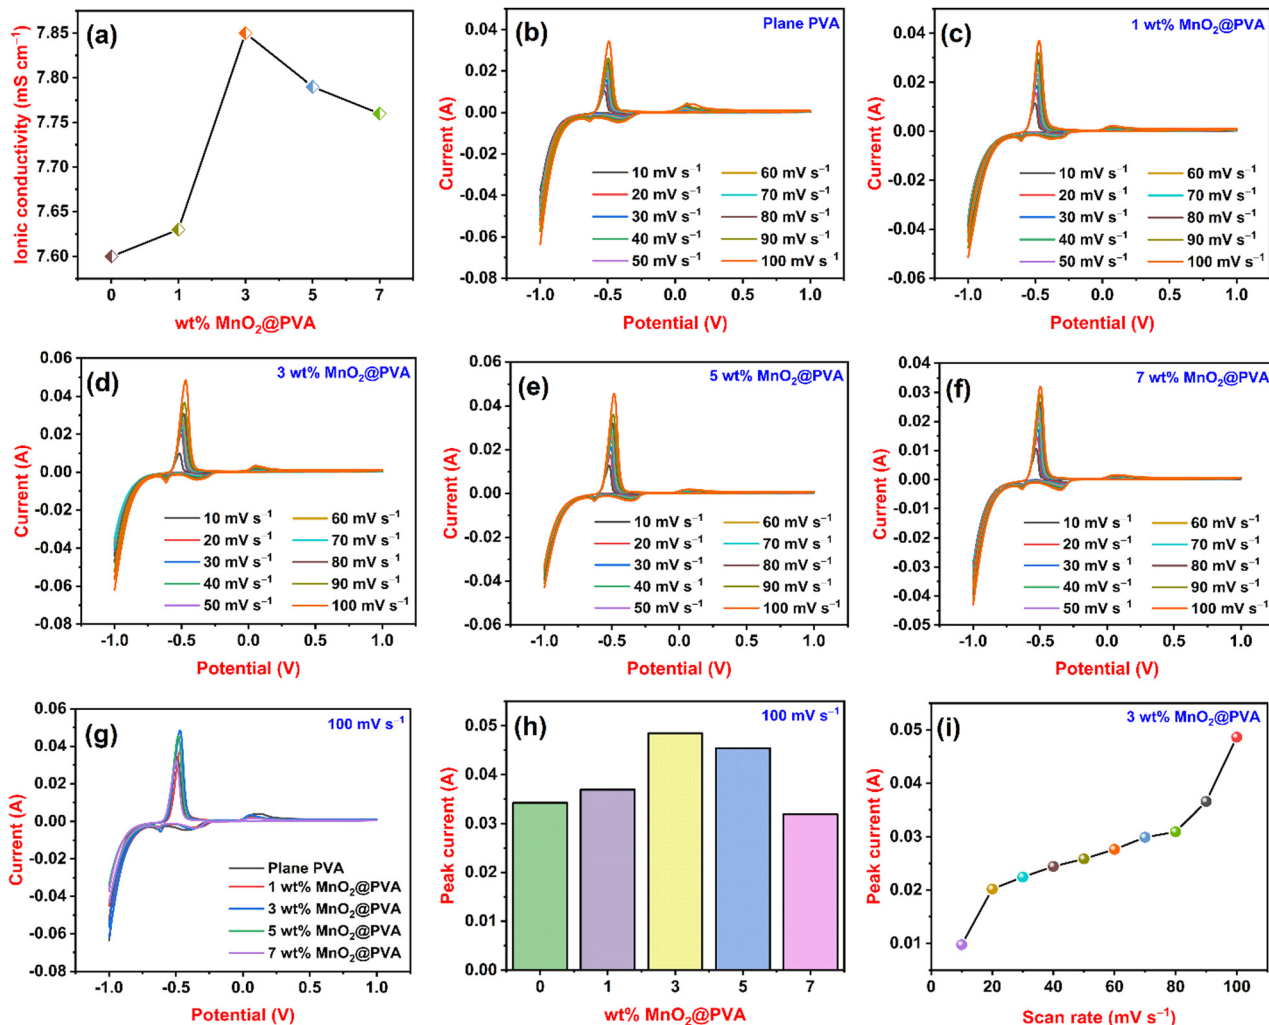 (a)
Ionic conductivity (mS cm⁻¹)
7.85
7.80
7.75
7.70
7.65
7.60
0 1 3 5 7
wt% MnO₂@PVA
(b)
Plane PVA
Current (A)
0.04
0.02
0.00
-0.02
-0.04
-0.06
-0.08
10 mV s⁻¹ 60 mV s⁻¹
20 mV s⁻¹ 70 mV s⁻¹
30 mV s⁻¹ 80 mV s⁻¹
40 mV s⁻¹ 90 mV s⁻¹
50 mV s⁻¹ 100 mV s⁻¹
-1.0 -0.5 0.0 0.5 1.0
Potential (V)
(c)
1 wt% MnO₂@PVA
Current (A)
0.04
0.02
0.00
-0.02
-0.04
-0.06
10 mV s⁻¹ 60 mV s⁻¹
20 mV s⁻¹ 70 mV s⁻¹
30 mV s⁻¹ 80 mV s⁻¹
40 mV s⁻¹ 90 mV s⁻¹
50 mV s⁻¹ 100 mV s⁻¹
-1.0 -0.5 0.0 0.5 1.0
Potential (V)
(d)
3 wt% MnO₂@PVA
Current (A)
0.06
0.04
0.02
0.00
-0.02
-0.04
-0.06
-0.08
10 mV s⁻¹ 60 mV s⁻¹
20 mV s⁻¹ 70 mV s⁻¹
30 mV s⁻¹ 80 mV s⁻¹
40 mV s⁻¹ 90 mV s⁻¹
50 mV s⁻¹ 100 mV s⁻¹
-1.0 -0.5 0.0 0.5 1.0
Potential (V)
(e)
5 wt% MnO₂@PVA
Current (A)
0.06
0.04
0.02
0.00
-0.02
-0.04
-0.06
10 mV s⁻¹ 60 mV s⁻¹
20 mV s⁻¹ 70 mV s⁻¹
30 mV s⁻¹ 80 mV s⁻¹
40 mV s⁻¹ 90 mV s⁻¹
50 mV s⁻¹ 100 mV s⁻¹
-1.0 -0.5 0.0 0.5 1.0
Potential (V)
(f)
7 wt% MnO₂@PVA
Current (A)
0.04
0.03
0.02
0.01
0.00
-0.01
-0.02
-0.03
-0.04
-0.05
10 mV s⁻¹ 60 mV s⁻¹
20 mV s⁻¹ 70 mV s⁻¹
30 mV s⁻¹ 80 mV s⁻¹
40 mV s⁻¹ 90 mV s⁻¹
50 mV s⁻¹ 100 mV s⁻¹
-1.0 -0.5 0.0 0.5 1.0
Potential (V)
(g)
100 mV s⁻¹
Current (A)
0.06
0.04
0.02
0.00
-0.02
-0.04
-0.06
-0.08
Plane PVA
1 wt% MnO₂@PVA
3 wt% MnO₂@PVA
5 wt% MnO₂@PVA
7 wt% MnO₂@PVA
-1.0 -0.5 0.0 0.5 1.0
Potential (V)
(h)
100 mV s⁻¹
Peak current (A)
0.05
0.04
0.03
0.02
0.01
0.00
0 1 3 5 7
wt% MnO₂@PVA
(i)
3 wt% MnO₂@PVA
Peak current (A)
0.05
0.04
0.03
0.02
0.01
0 20 40 60 80 100
Scan rate (mV s⁻¹)